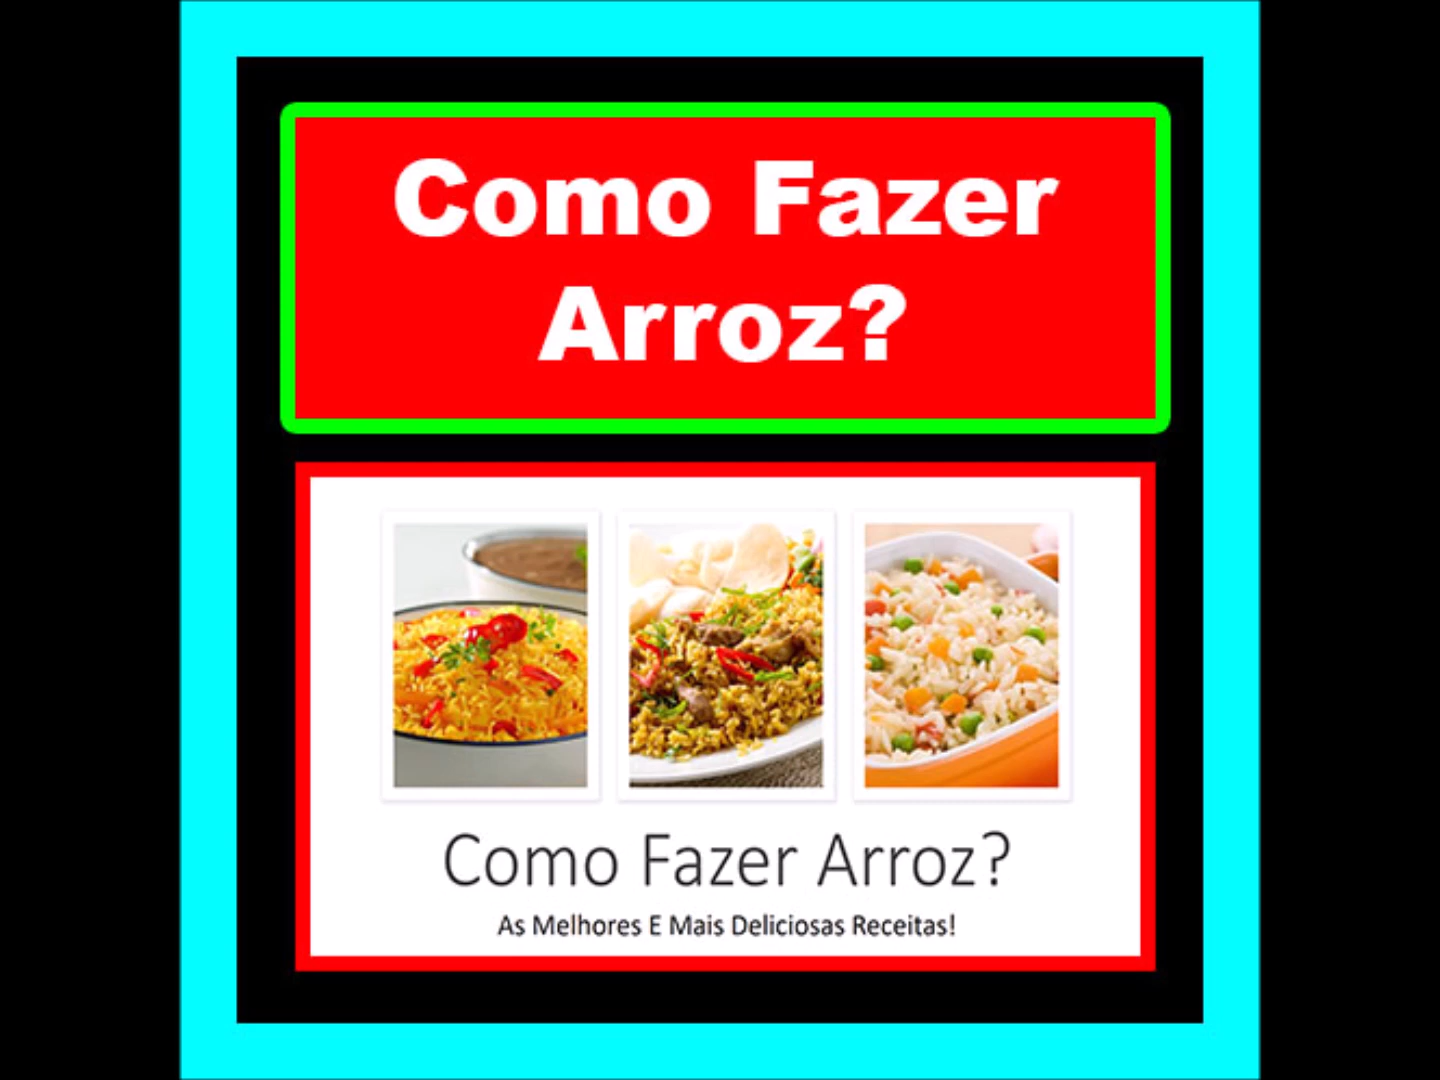 Como Fazer
Arroz?
Como Fazer Arroz?
As Melhores E Mais Deliciosas Receitas!